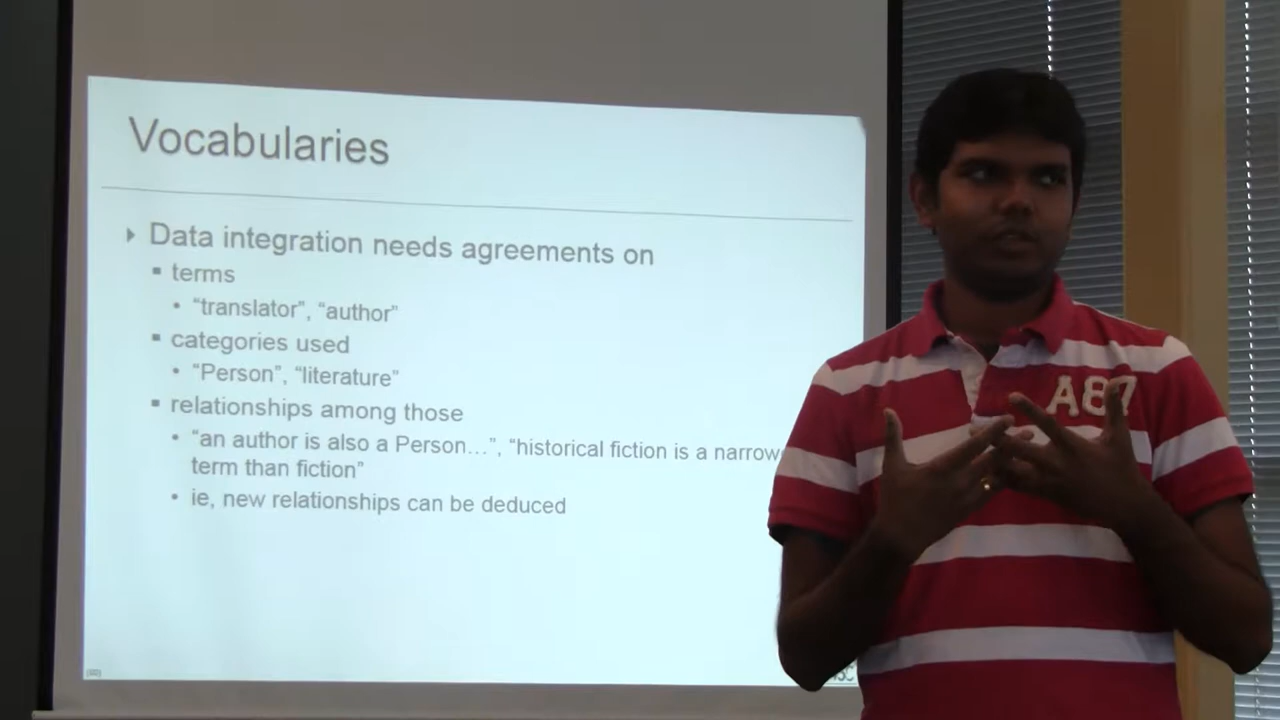 Vocabularies
Data integration needs agreements on
terms
“translator”, “author”
categories used
“Person”, “literature”
relationships among those
“an author is also a Person…”, “historical fiction is a
term than fiction”
ie, new relationships can be deduced
A87